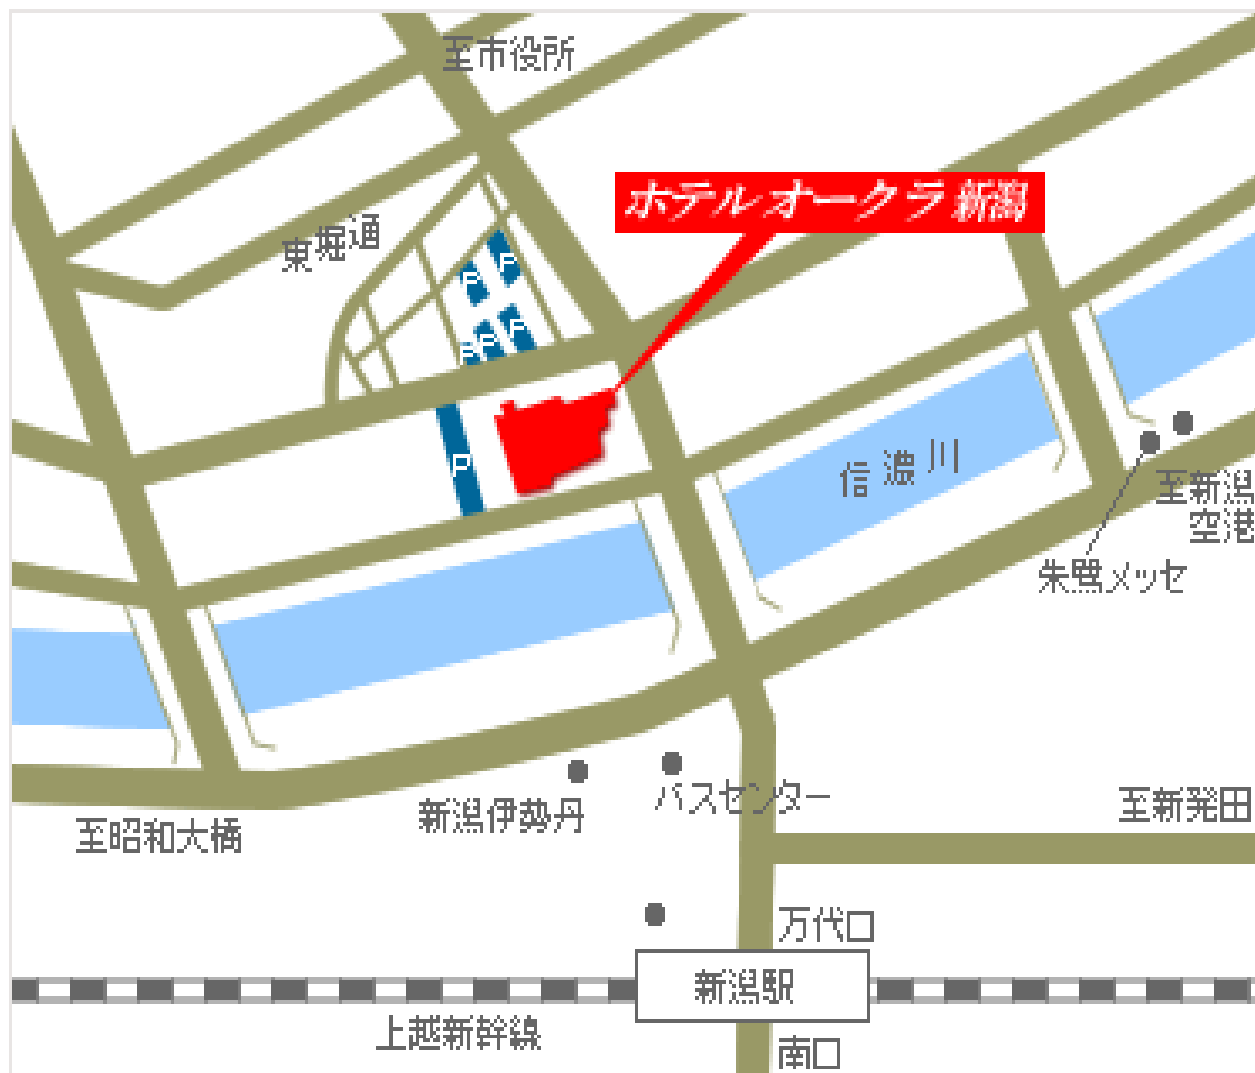 至市役所
ホテルオークラ新潟
東堀通
P
P
P
P
P
P
信濃川
至新潟
空港
朱鷺メッセ
新潟伊勢丹
バスセンター
至新発田
至昭和大橋
万代口
新潟駅
上越新幹線
南口